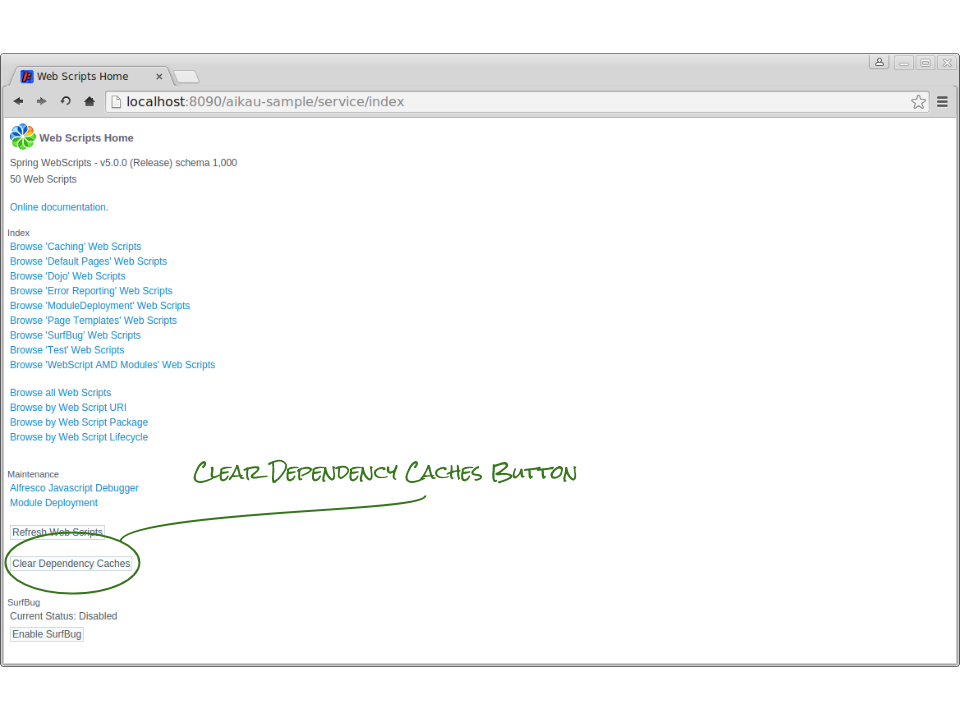 Web Scripts Home
localhost:8090/aikau-sample/service/index
Web Scripts Home
Spring WebScripts - v5.0.0 (Release) schema 1,000
50 Web Scripts
Online documentation.
Index
Browse 'Caching' Web Scripts
Browse 'Default Pages' Web Scripts
Browse 'Dojo' Web Scripts
Browse 'Error Reporting' Web Scripts
Browse 'ModuleDeployment' Web Scripts
Browse 'Page Templates' Web Scripts
Browse 'SurfBug' Web Scripts
Browse 'Test' Web Scripts
Browse 'WebScript AMD Modules' Web Scripts
Browse all Web Scripts
Browse by Web Script URI
Browse by Web Script Package
Browse by Web Script Lifecycle
Maintenance
Clear Dependency Caches Button
Alfresco Javascript Debugger
Module Deployment
Refresh Web Scripts
Clear Dependency Caches
SurfBug
Current Status: Disabled
Enable SurfBug